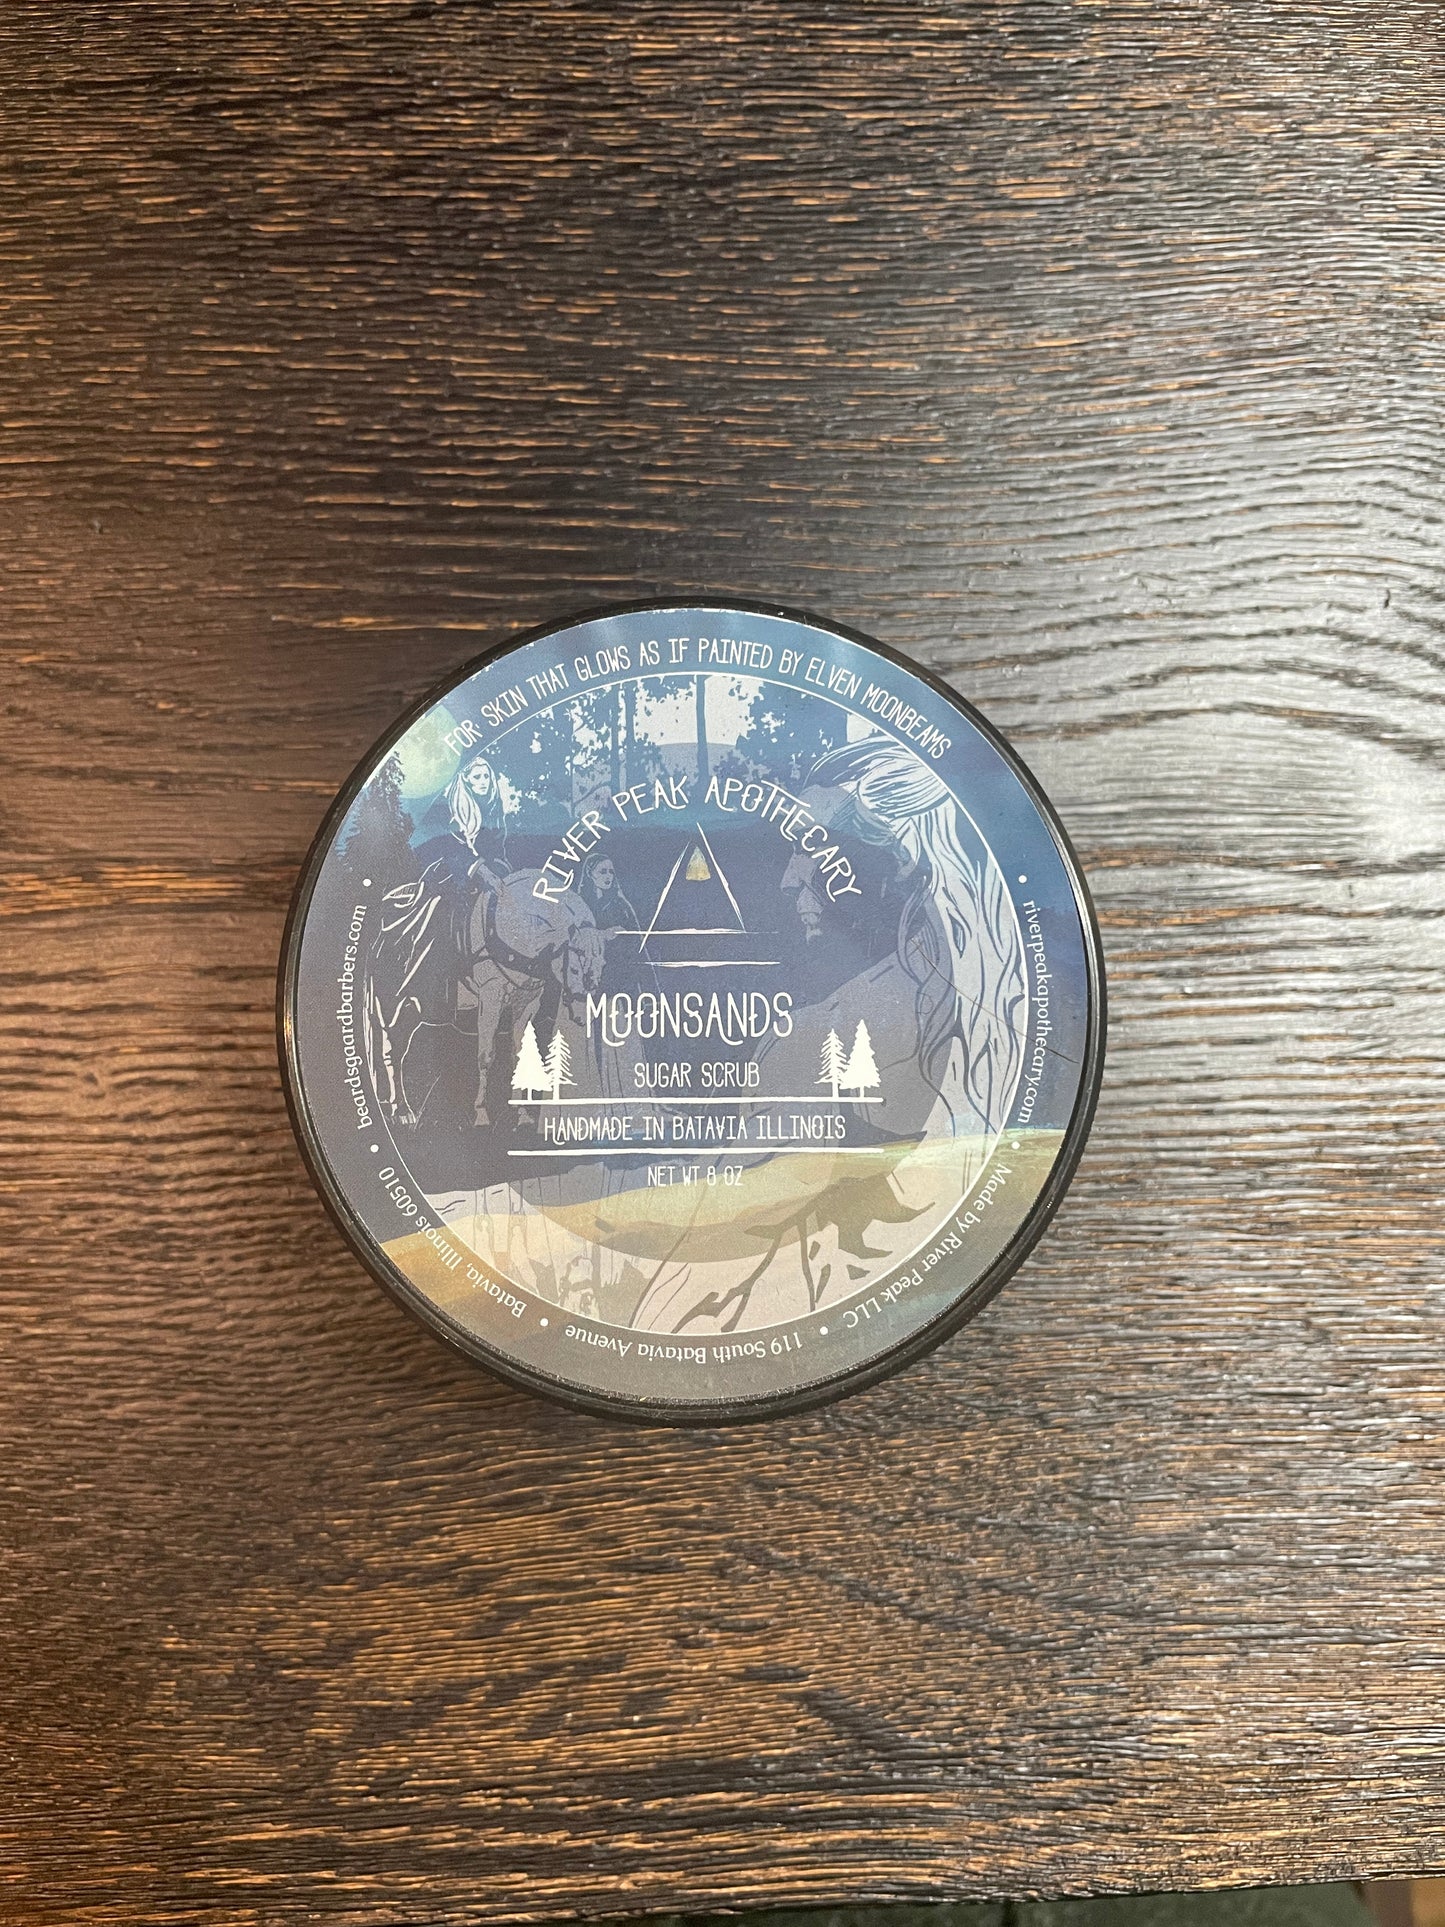 FOR SKIN THAT GLOWS AS IF PAINTED BY ELVEN MOONBEAMS
RIVER PEAK APOTHECARY
MOONSANDS
SUGAR SCRUB
HANDMADE IN BATAVIA ILLINOIS
NET WT 8 OZ
• riverpeakapothecary.com • Made by River Peak LLC • 119 South Batavia Avenue • Batavia, Illinois 60510 • beardsgaardbarbers.com •